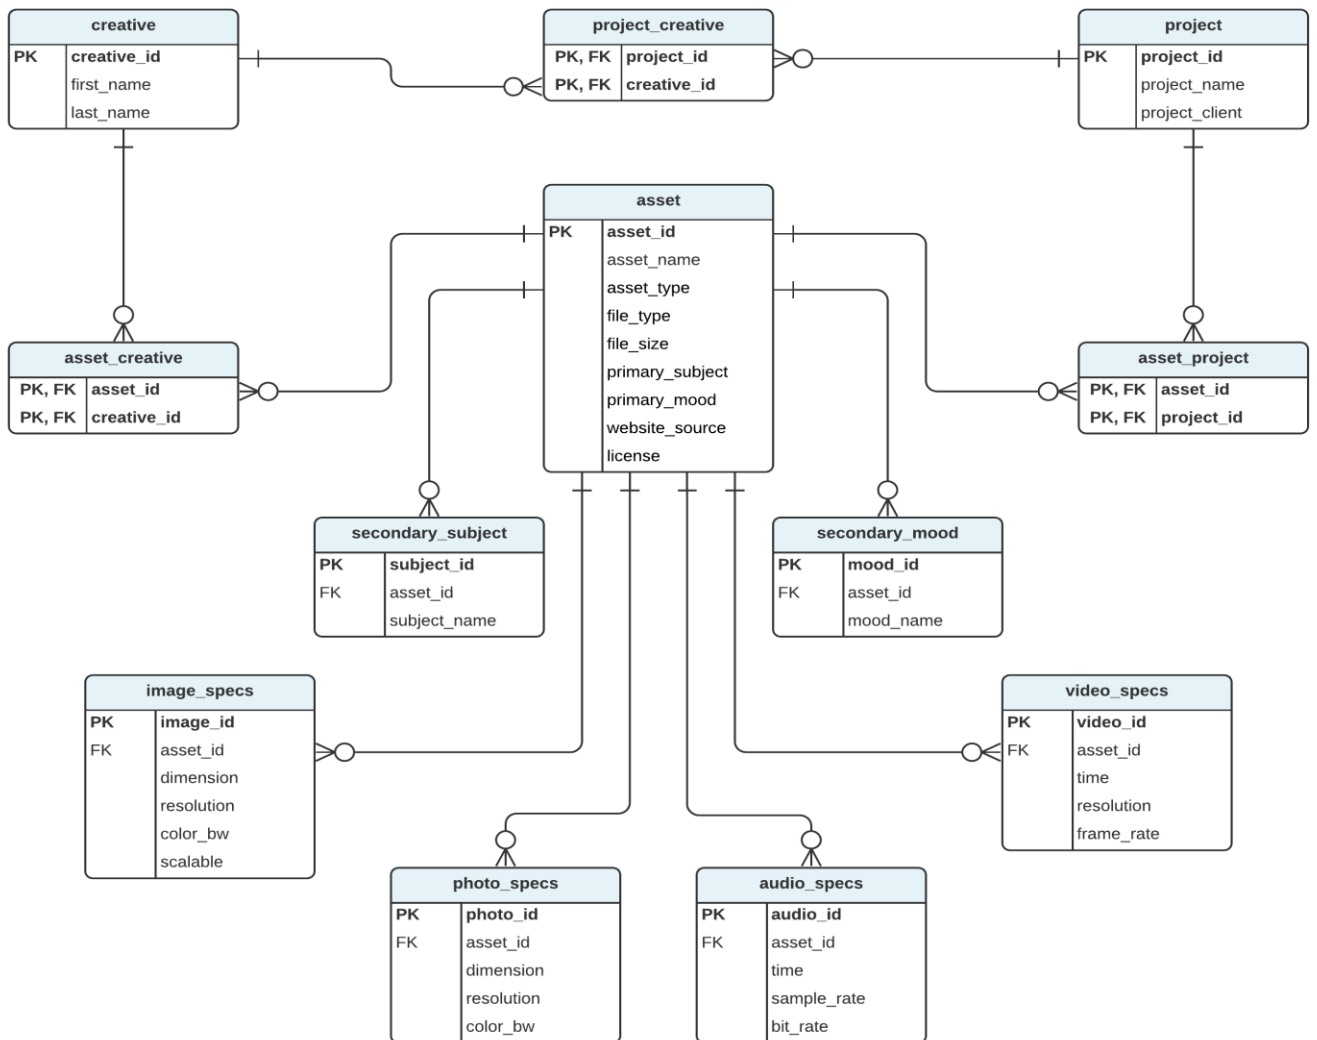 creative
PK creative_id
first_name
last_name
project_creative
PK, FK project_id
PK, FK creative_id
project
PK project_id
project_name
project_client
asset
PK asset_id
asset_name
asset_type
file_type
file_size
primary_subject
primary_mood
website_source
license
asset_creative
PK, FK asset_id
PK, FK creative_id
asset_project
PK, FK asset_id
PK, FK project_id
secondary_subject
PK subject_id
FK asset_id
subject_name
secondary_mood
PK mood_id
FK asset_id
mood_name
image_specs
PK image_id
FK asset_id
dimension
resolution
color_bw
scalable
video_specs
PK video_id
FK asset_id
time
resolution
frame_rate
photo_specs
PK photo_id
FK asset_id
dimension
resolution
color_bw
audio_specs
PK audio_id
FK asset_id
time
sample_rate
bit_rate